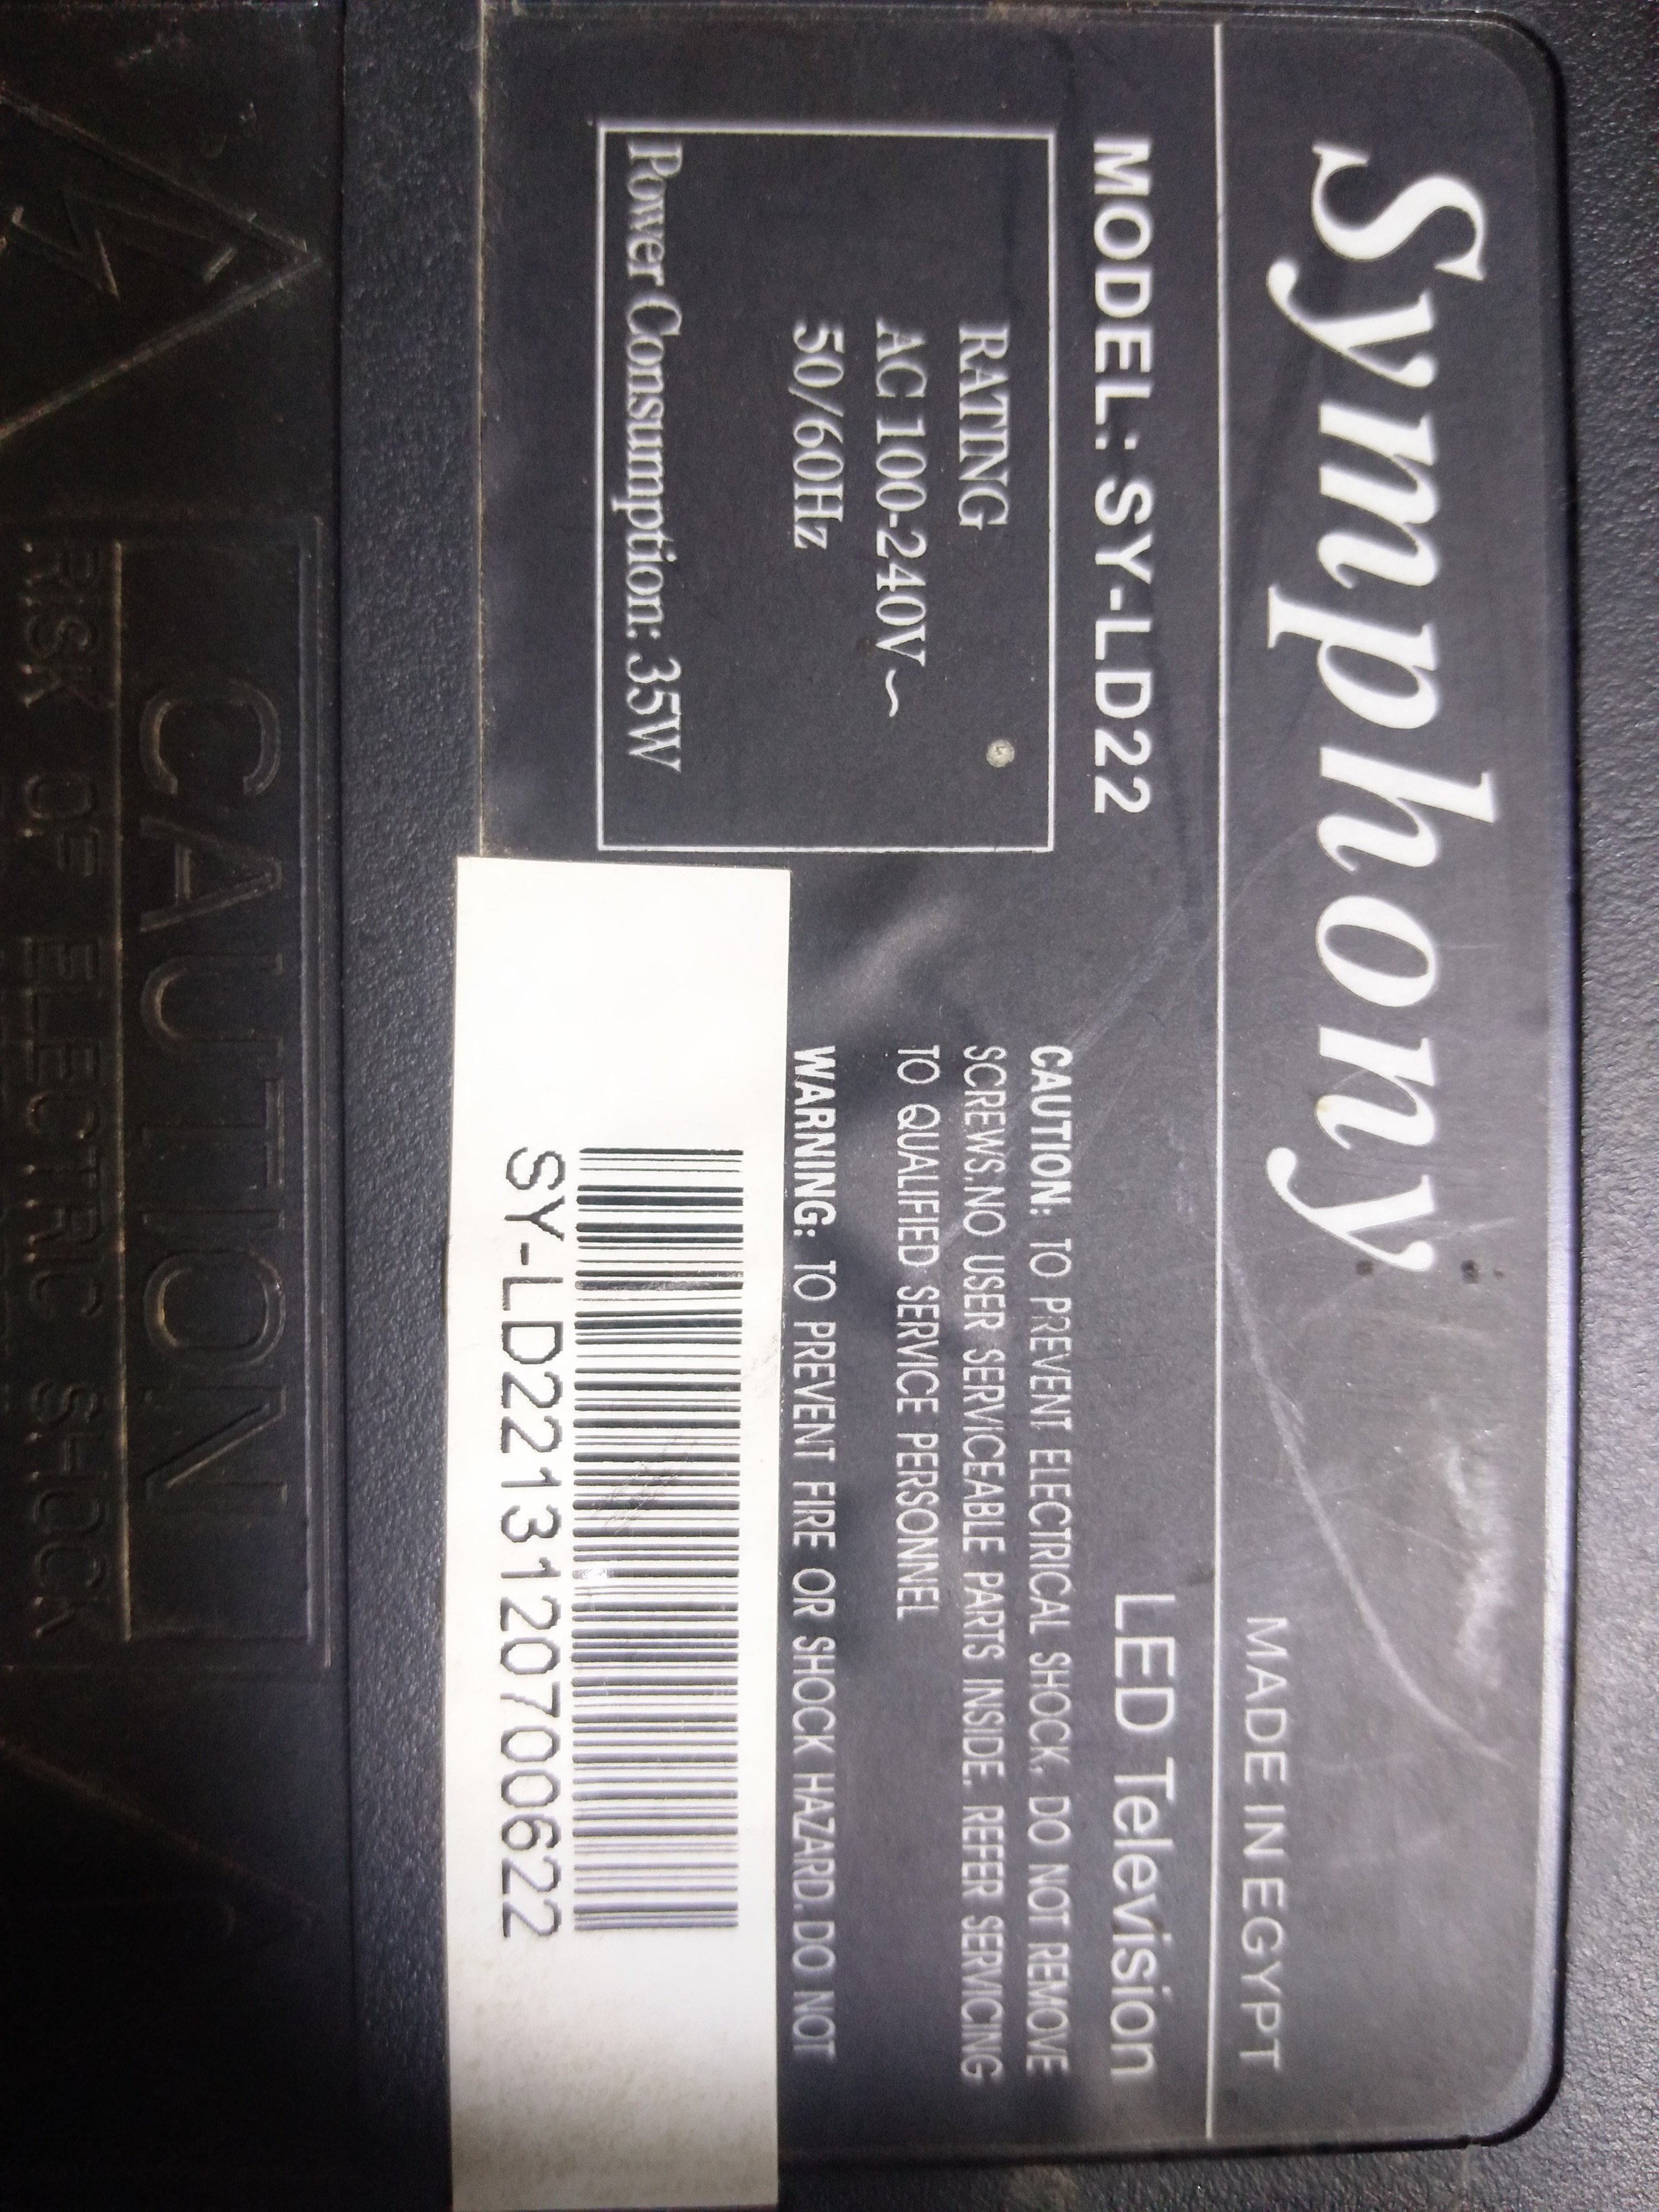 Symphony
MADE IN EGYPT
MODEL: SY-LD22
LED Television
RATING
AC 100-240V~
50/60Hz
Power Consumption: 35W
CAUTION: TO PREVENT ELECTRICAL SHOCK, DO NOT REMOVE
SCREWS.NO USER SERVICEABLE PARTS INSIDE. REFER SERVICING
TO QUALIFIED SERVICE PERSONNEL
WARNING: TO PREVENT FIRE OR SHOCK HAZARD.DO NOT
SY-LD2213120700622
CAUTION
RISK OF ELECTRIC SHOCK